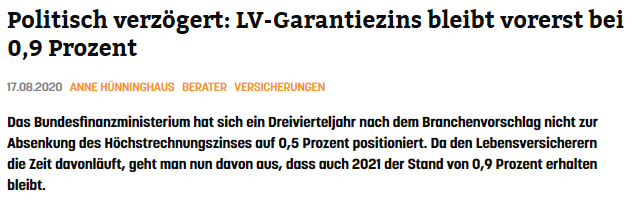 Politisch verzögert: LV-Garantiezins bleibt vorerst bei
0,9 Prozent
17.08.2020 ANNE HÜNNINGHAUS BERATER VERSICHERUNGEN
Das Bundesfinanzministerium hat sich ein Dreivierteljahr nach dem Branchenvorschlag nicht zur
Absenkung des Höchstrechnungszinses auf 0,5 Prozent positioniert. Da den Lebensversicherern
die Zeit davonläuft, geht man nun davon aus, dass auch 2021 der Stand von 0,9 Prozent erhalten
bleibt.